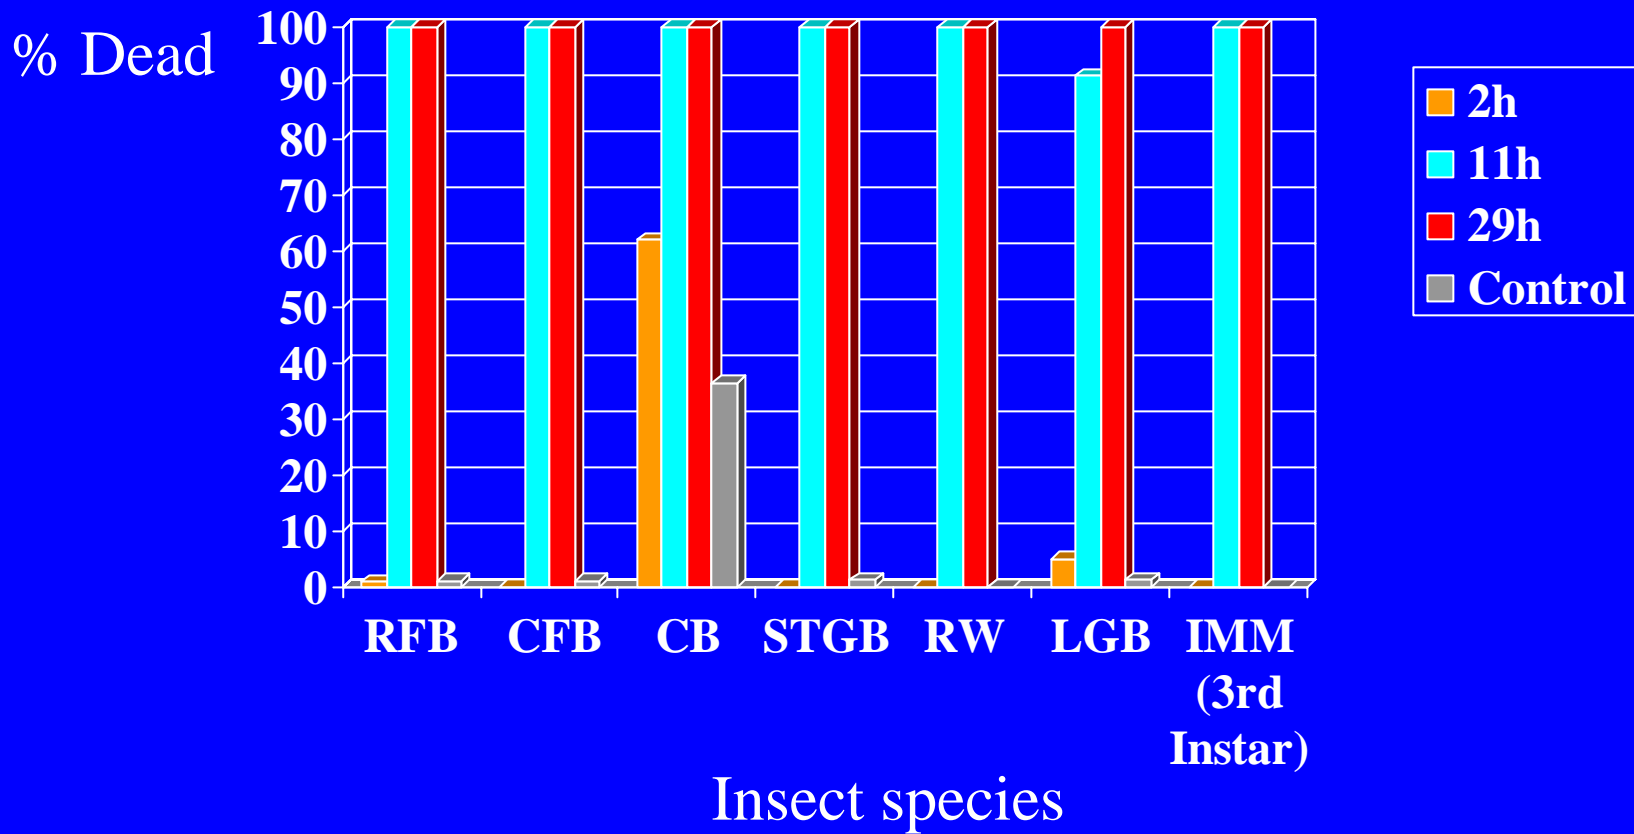 % Dead
100
90
80
70
60
50
40
30
20
10
0
RFB CFB CB STGB RW LGB IMM
(3rd
Instar)
Insect species
2h
11h
29h
Control